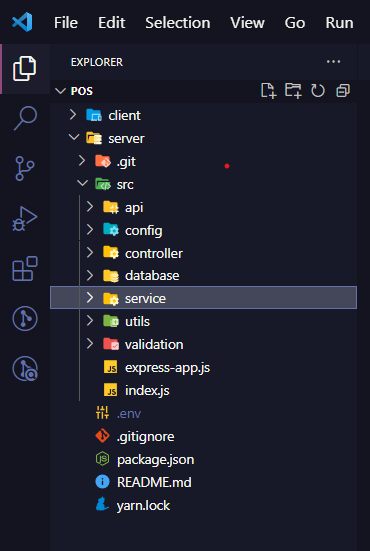 File Edit Selection View Go Run
EXPLORER
POS
client
server
.git
src
api
config
controller
database
service
utils
validation
JS express-app.js
JS index.js
.env
.gitignore
package.json
README.md
yarn.lock